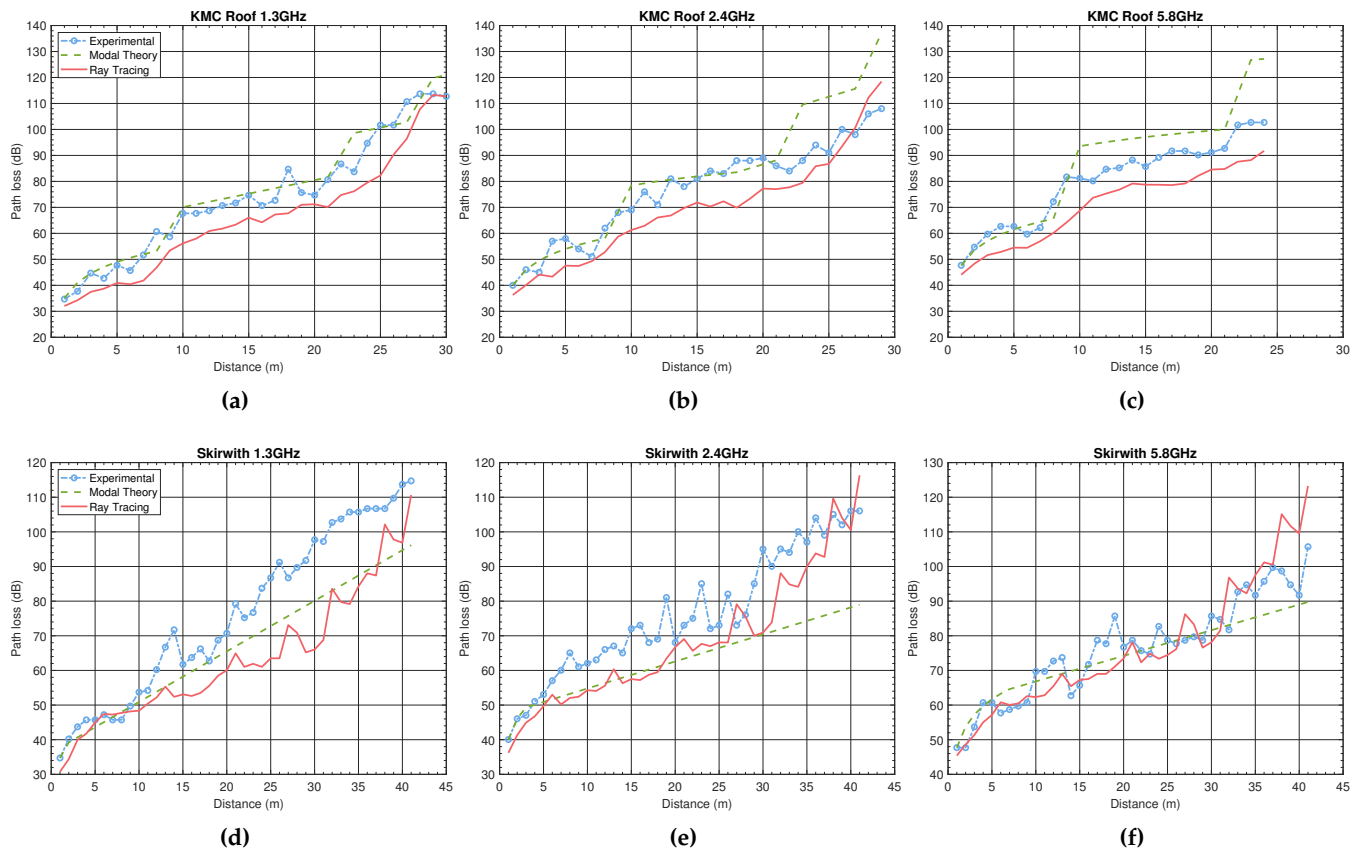 KMC Roof 1.3GHz
140
130
120
110
100
90
80
70
60
50
40
30
20
Path loss (dB)
Experimental
Modal Theory
Ray Tracing
0 5 10 15 20 25 30
Distance (m)
(a)
KMC Roof 2.4GHz
140
130
120
110
100
90
80
70
60
50
40
30
20
Path loss (dB)
0 5 10 15 20 25 30
Distance (m)
(b)
KMC Roof 5.8GHz
140
130
120
110
100
90
80
70
60
50
40
30
20
Path loss (dB)
0 5 10 15 20 25 30
Distance (m)
(c)
Skirwith 1.3GHz
120
110
100
90
80
70
60
50
40
30
Path loss (dB)
Experimental
Modal Theory
Ray Tracing
0 5 10 15 20 25 30 35 40 45
Distance (m)
(d)
Skirwith 2.4GHz
120
110
100
90
80
70
60
50
40
30
Path loss (dB)
0 5 10 15 20 25 30 35 40 45
Distance (m)
(e)
Skirwith 5.8GHz
130
120
110
100
90
80
70
60
50
40
Path loss (dB)
0 5 10 15 20 25 30 35 40 45
Distance (m)
(f)